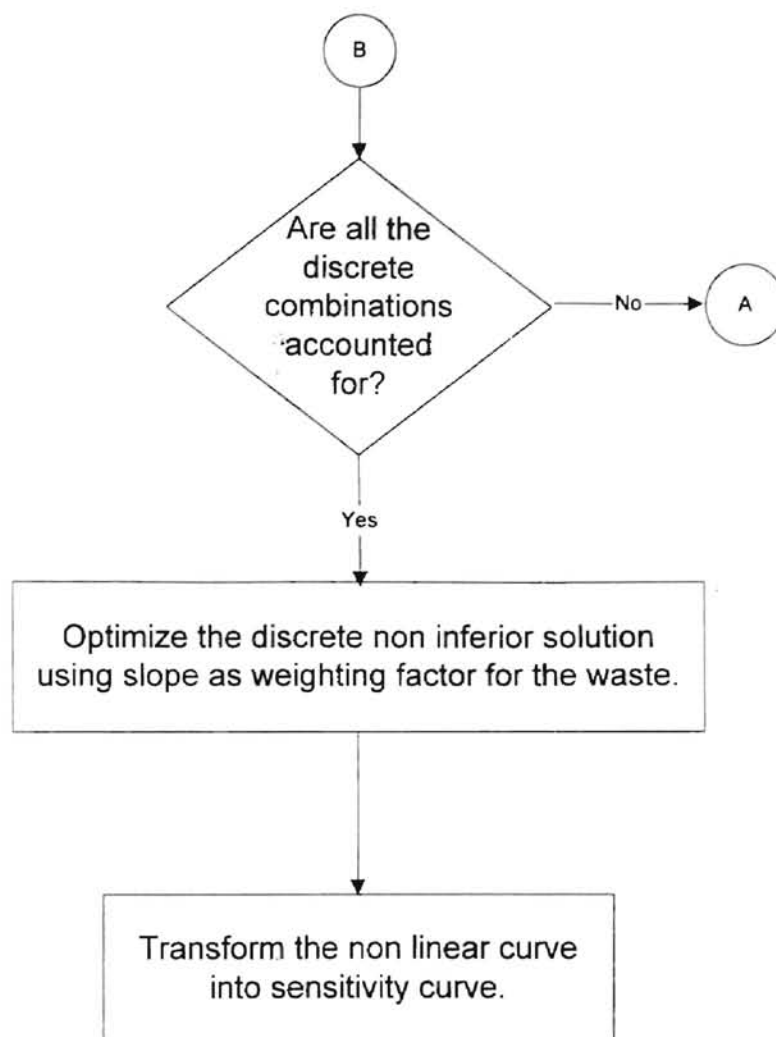 B
Are all the
discrete
combinations
accounted
for?
No
A
Yes
Optimize the discrete non inferior solution
using slope as weighting factor for the waste.
Transform the non linear curve
into sensitivity curve.